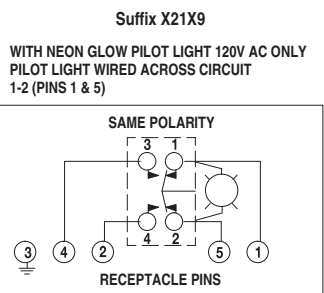 Suffix X21X9
WITH NEON GLOW PILOT LIGHT 120V AC ONLY
PILOT LIGHT WIRED ACROSS CIRCUIT
1-2 (PINS 1 & 5)
SAME POLARITY
3 1
4 2
3 4 2 5 1
RECEPTACLE PINS